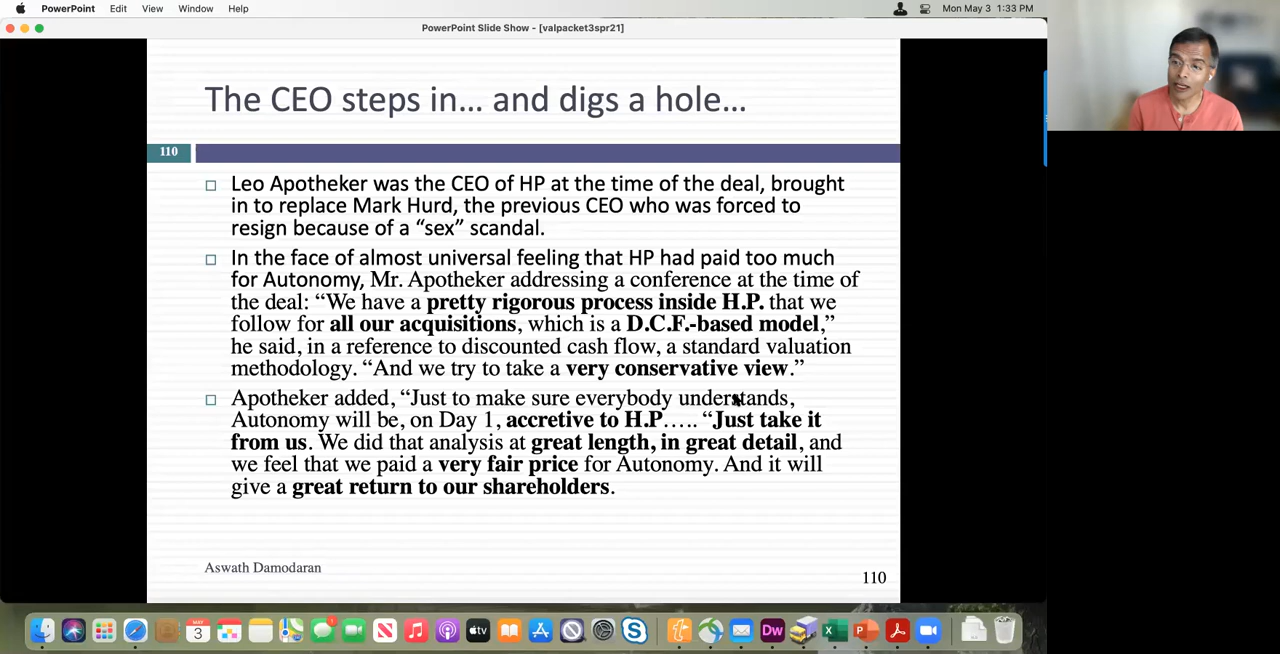 PowerPoint Edit View Window Help Mon May 3 1:33 PM
PowerPoint Slide Show - [valpacket3spr21]
The CEO steps in… and digs a hole…
110
Leo Apotheker was the CEO of HP at the time of the deal, brought
in to replace Mark Hurd, the previous CEO who was forced to
resign because of a “sex” scandal.
In the face of almost universal feeling that HP had paid too much
for Autonomy, Mr. Apotheker addressing a conference at the time of
the deal: “We have a pretty rigorous process inside H.P. that we
follow for all our acquisitions, which is a D.C.F.-based model,”
he said, in a reference to discounted cash flow, a standard valuation
methodology. “And we try to take a very conservative view.”
Apotheker added, “Just to make sure everybody understands,
Autonomy will be, on Day 1, accretive to H.P….. “Just take it
from us. We did that analysis at great length, in great detail, and
we feel that we paid a very fair price for Autonomy. And it will
give a great return to our shareholders.
Aswath Damodaran
110
MAY
3
tv
Dw
X
P